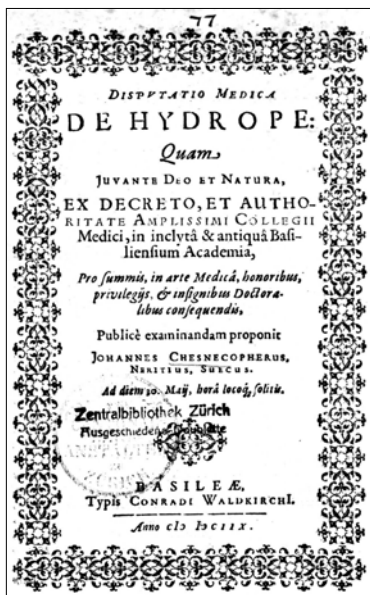 77
DISPVTATIO MEDICA
DE HYDROPE:
Quam
JUVANTE DEO ET NATURA,
EX DECRETO, ET AUTHO-
RITATE AMPLISSIMI COLLEGII
Medici, in inclytâ & antiquâ Basi-
liensium Academia,
Pro summis, in arte Medicâ, honoribus,
privilegijs, & insignibus Doctora-
libus consequendis,
Publicè examinandam proponit
JOHANNES CHESNECOPHERUS,
NERITIUS, SUECUS.
Ad diem 20. Maij, horâ locoq, solitis.
Zentralbibliothek Zürich
Ausgeschiedene Doublette
BASILEÆ,
Typis CONRADI WALDKIRCHI.
Anno cIↃ IↃCIIX.